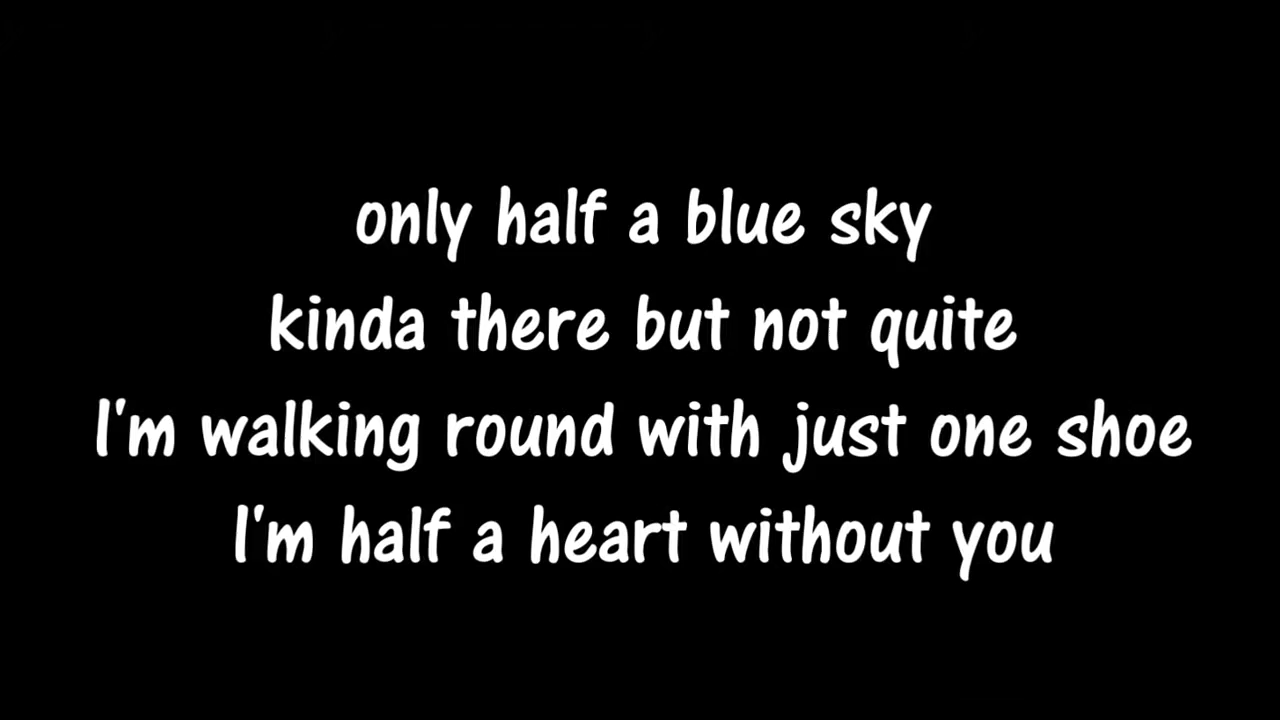 only half a blue sky
kinda there but not quite
I'm walking round with just one shoe
I'm half a heart without you